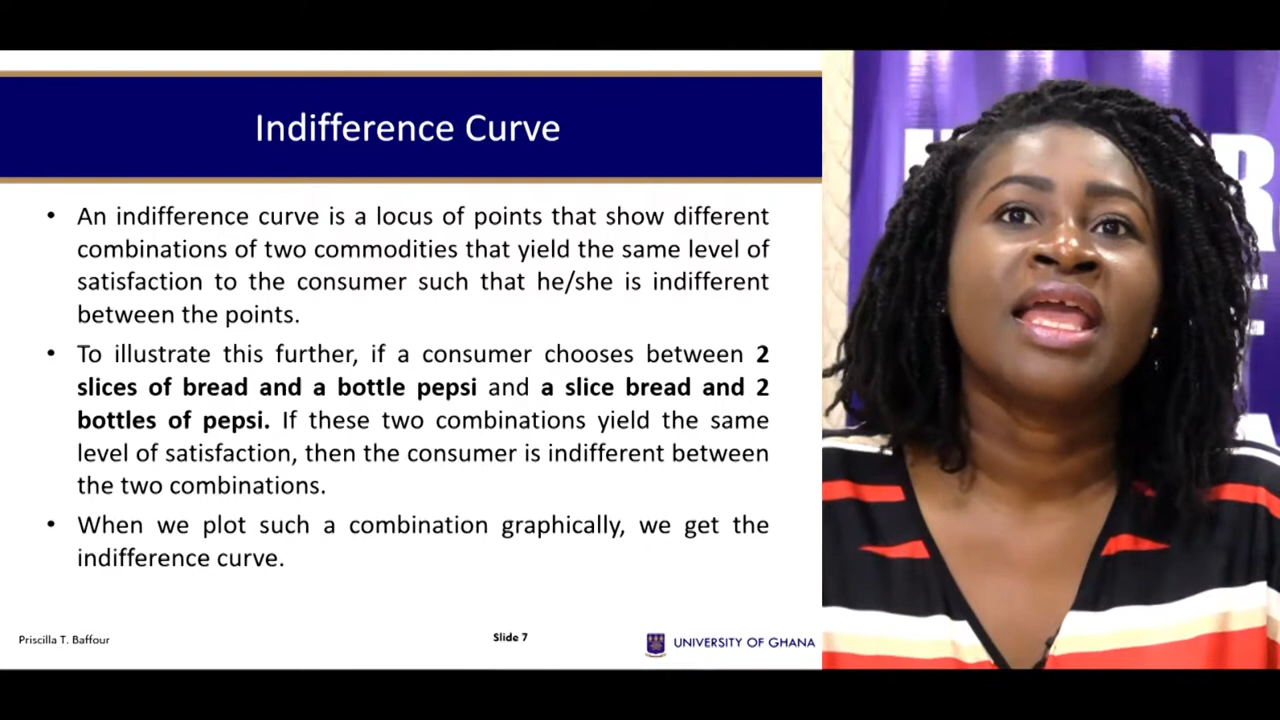 Indifference Curve
• An indifference curve is a locus of points that show different
combinations of two commodities that yield the same level of
satisfaction to the consumer such that he/she is indifferent
between the points.
• To illustrate this further, if a consumer chooses between 2
slices of bread and a bottle pepsi and a slice bread and 2
bottles of pepsi. If these two combinations yield the same
level of satisfaction, then the consumer is indifferent between
the two combinations.
• When we plot such a combination graphically, we get the
indifference curve.
Priscilla T. Baffour
Slide 7
UNIVERSITY OF GHANA